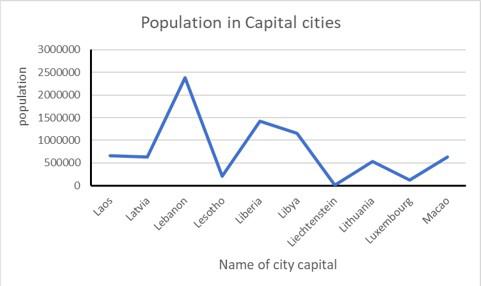 Population in Capital cities
population
3000000
2500000
2000000
1500000
1000000
500000
0
Laos
Latvia
Lebanon
Lesotho
Liberia
Libya
Liechtenstein
Lithuania
Luxembourg
Macao
Name of city capital